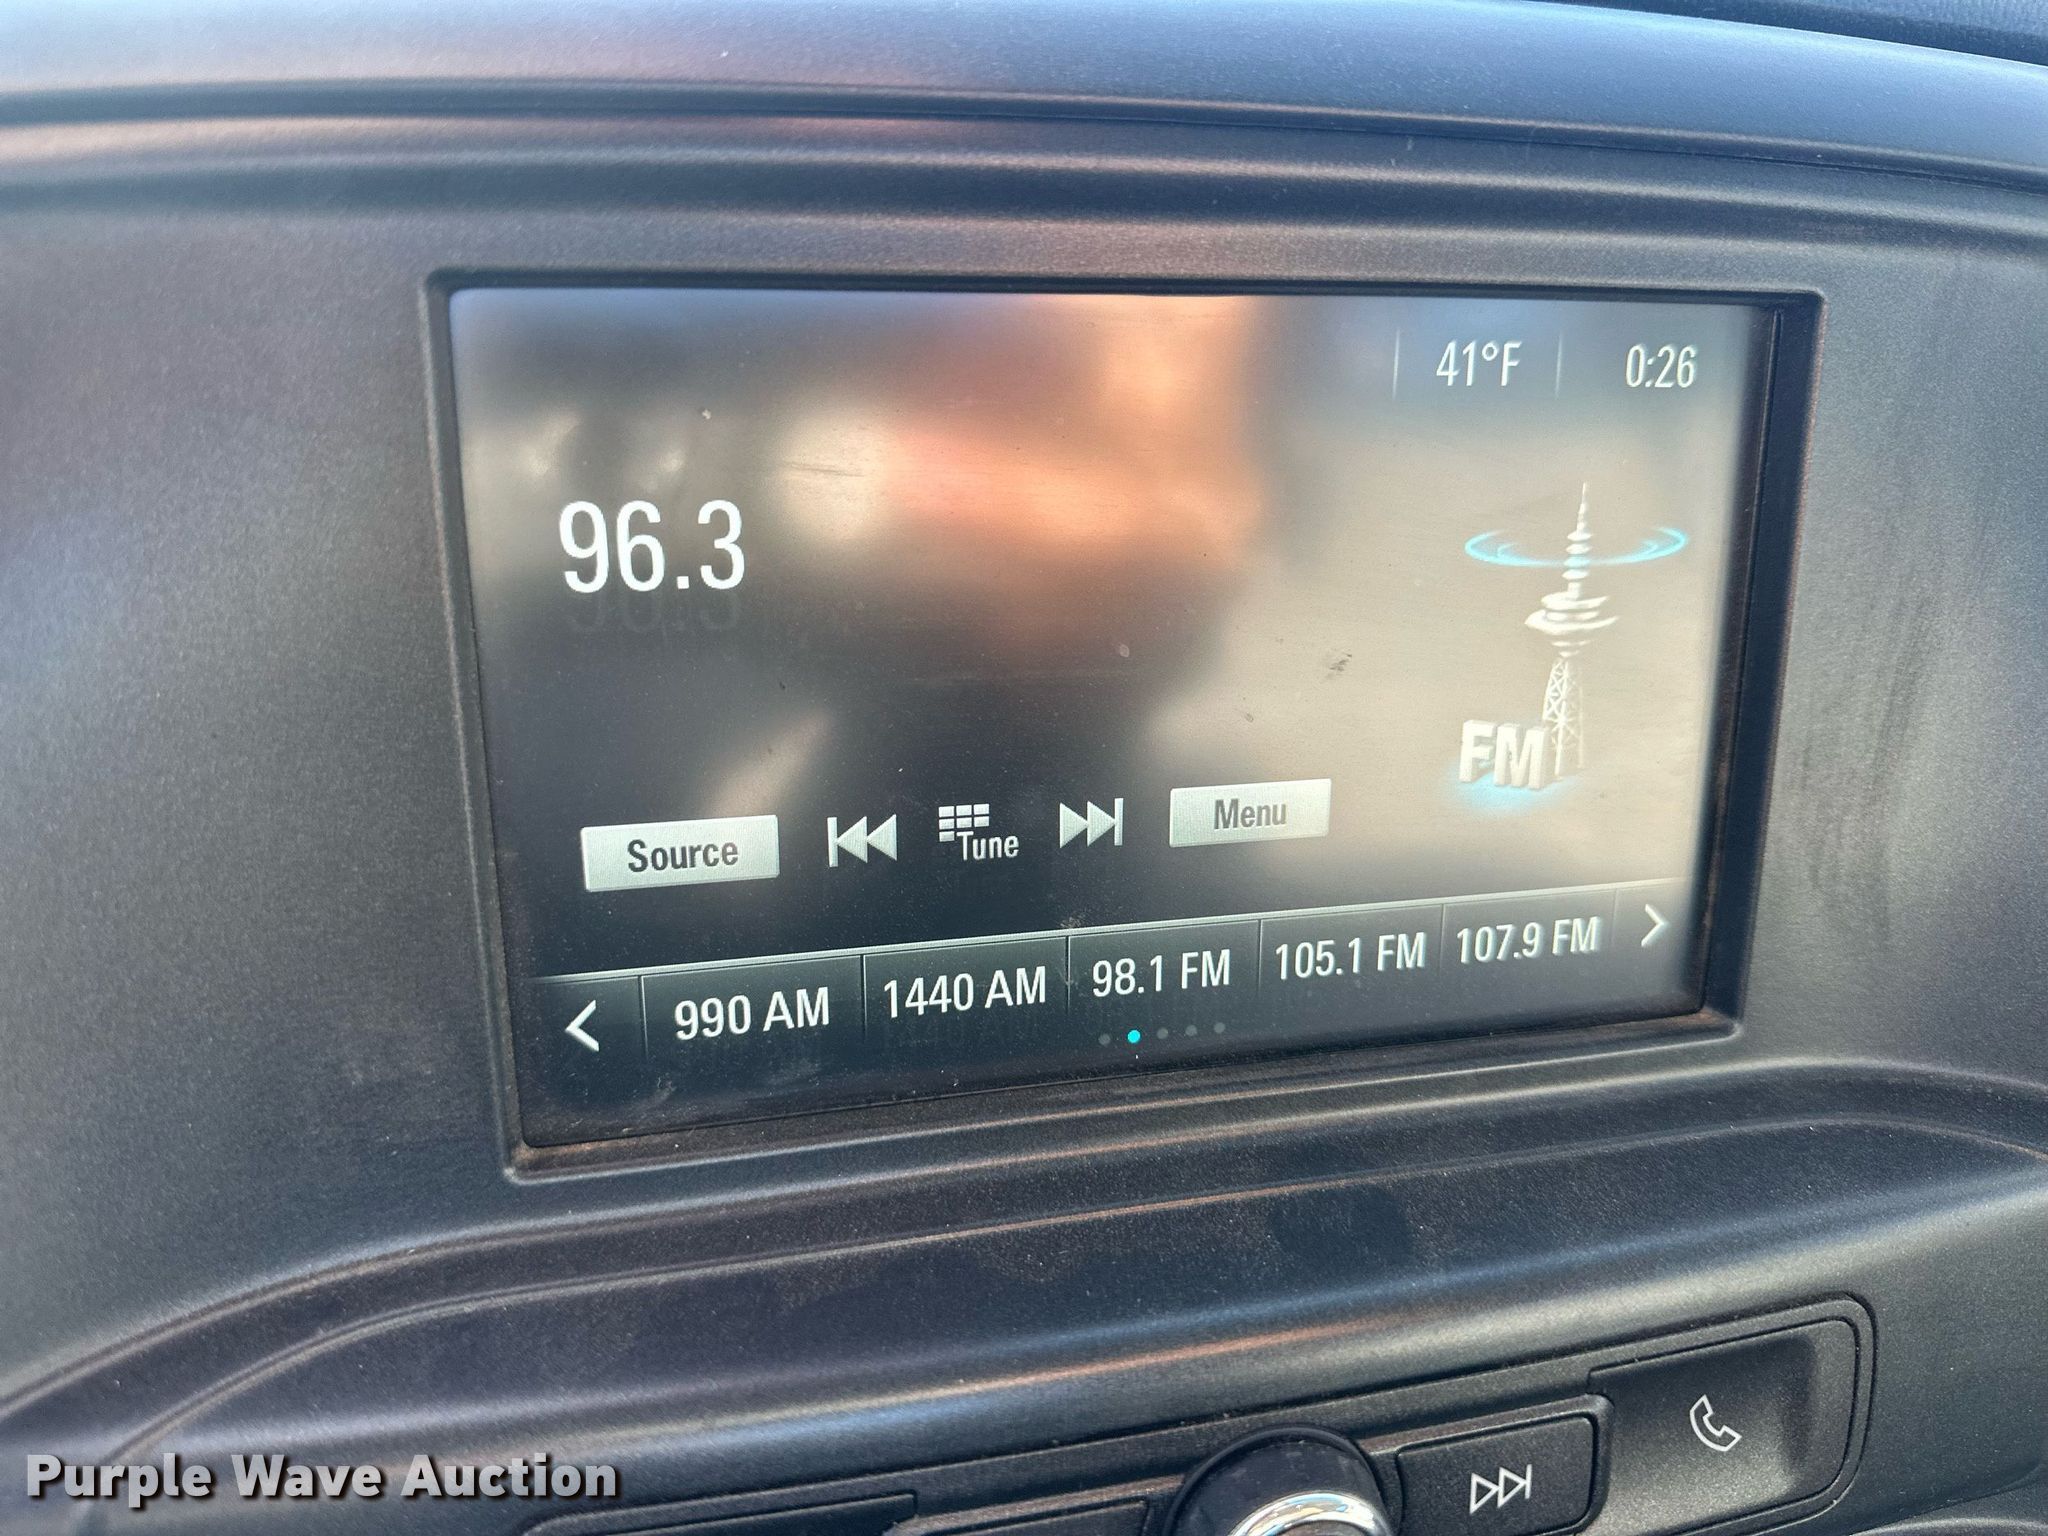 41°F 0:26
96.3
FM
Source Tune Menu
990 AM 1440 AM 98.1 FM 105.1 FM 107.9 FM
Purple Wave Auction